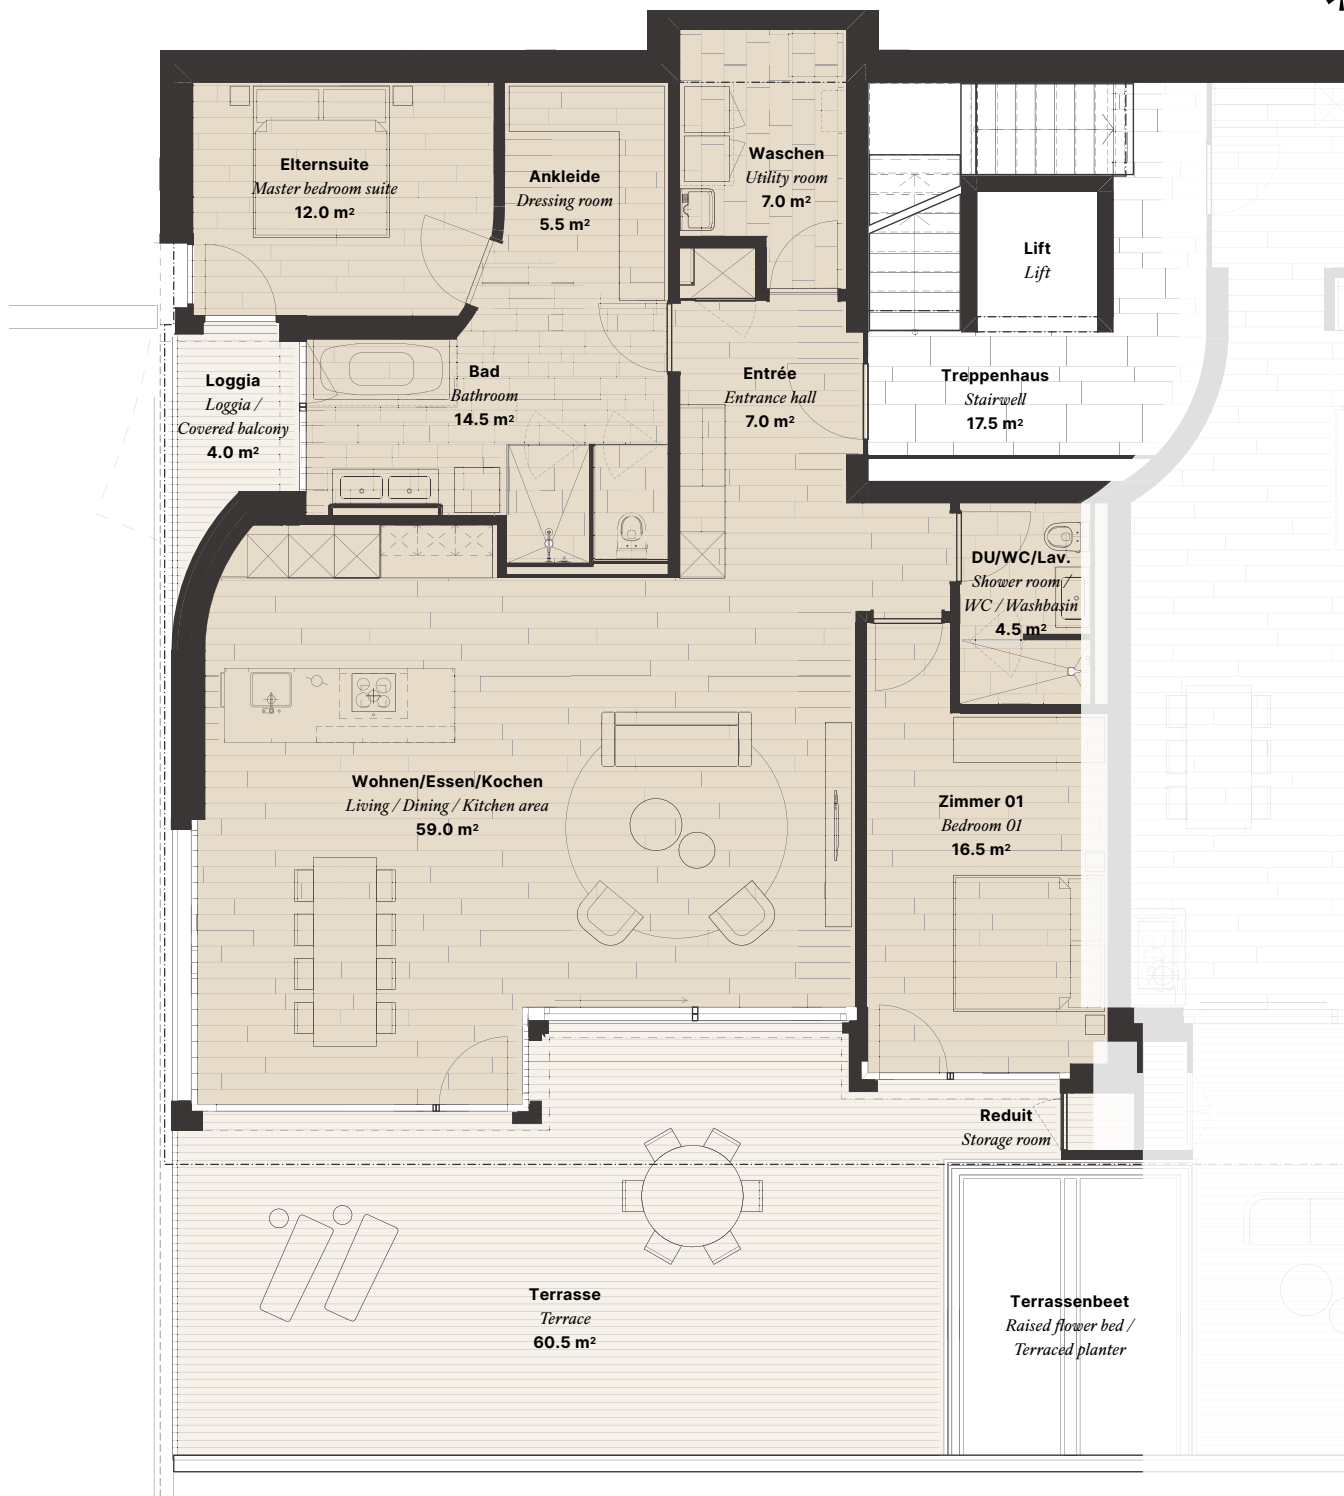 Elternsuite
Master bedroom suite
12.0 m²
Ankleide
Dressing room
5.5 m²
Waschen
Utility room
7.0 m²
Lift
Lift
Loggia
Loggia /
Covered balcony
4.0 m²
Bad
Bathroom
14.5 m²
Entrée
Entrance hall
7.0 m²
Treppenhaus
Stairwell
17.5 m²
DU/WC/Lav.
Shower room /
WC / Washbasin
4.5 m²
Wohnen/Essen/Kochen
Living / Dining / Kitchen area
59.0 m²
Zimmer 01
Bedroom 01
16.5 m²
Reduit
Storage room
Terrasse
Terrace
60.5 m²
Terrassenbeet
Raised flower bed /
Terraced planter